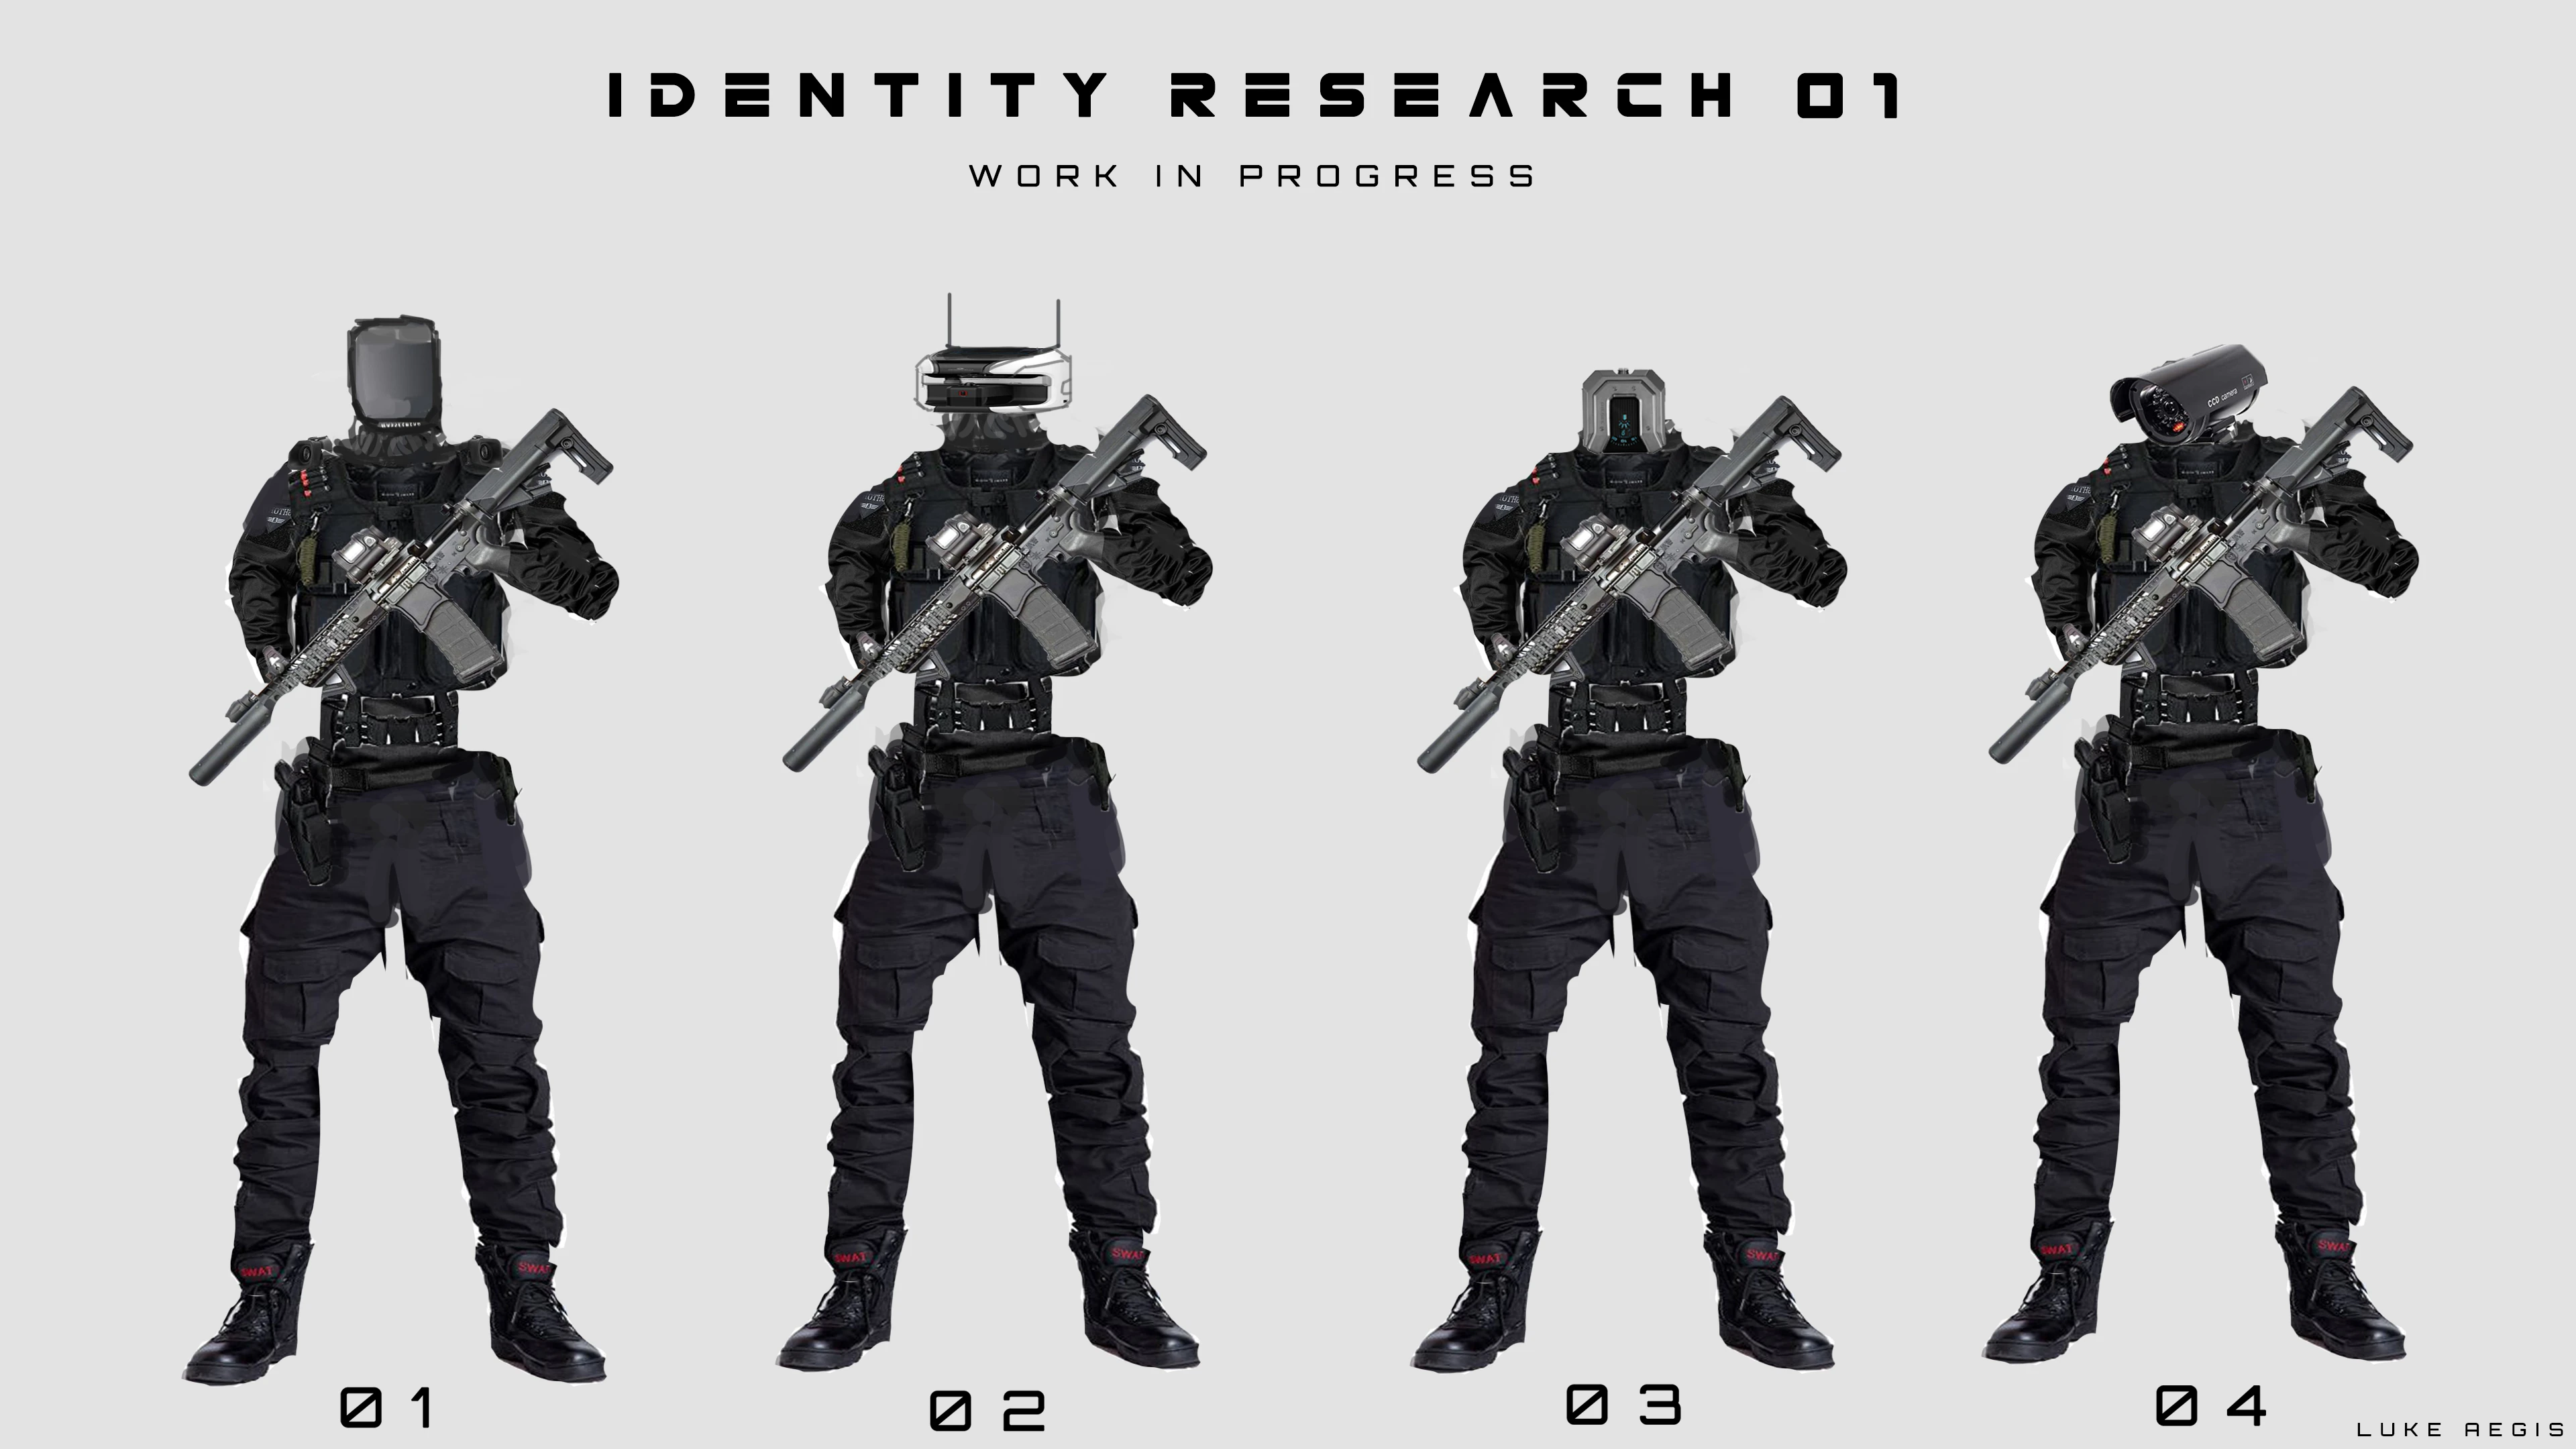 IDENTITY RESEARCH 01
WORK IN PROGRESS
CCD camera
SWAT
SWAT
SWAT
SWAT
SWAT
SWAT
SWAT
SWAT
01
02
03
04
LUKE AEGIS